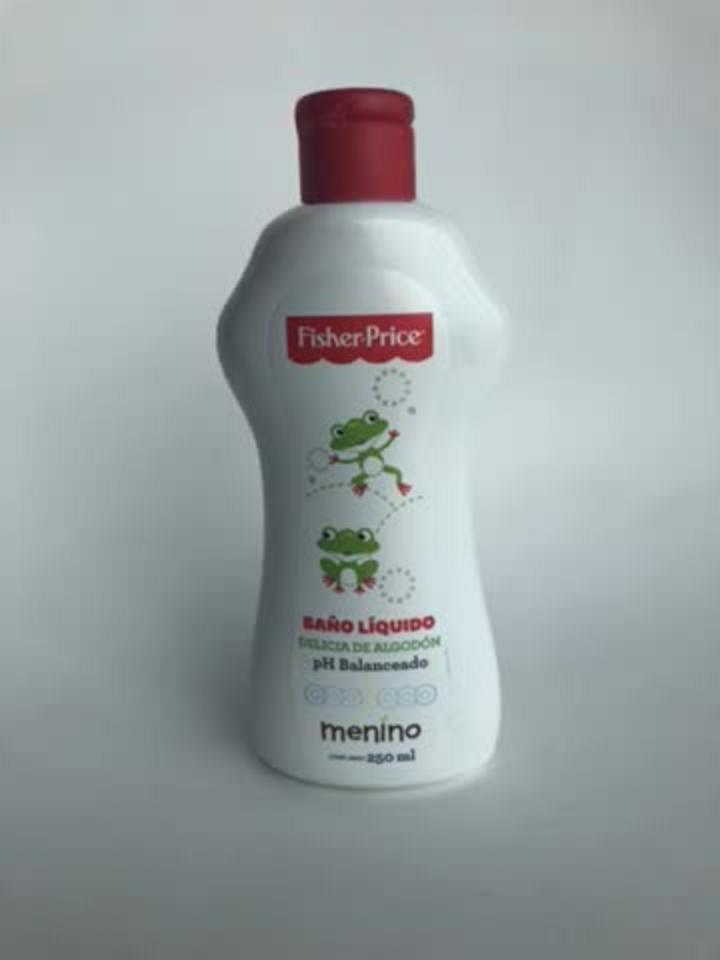 Fisher-Price
BAÑO LÍQUIDO
DELICIA DE ALGODÓN
pH Balanceado
menino
250 ml